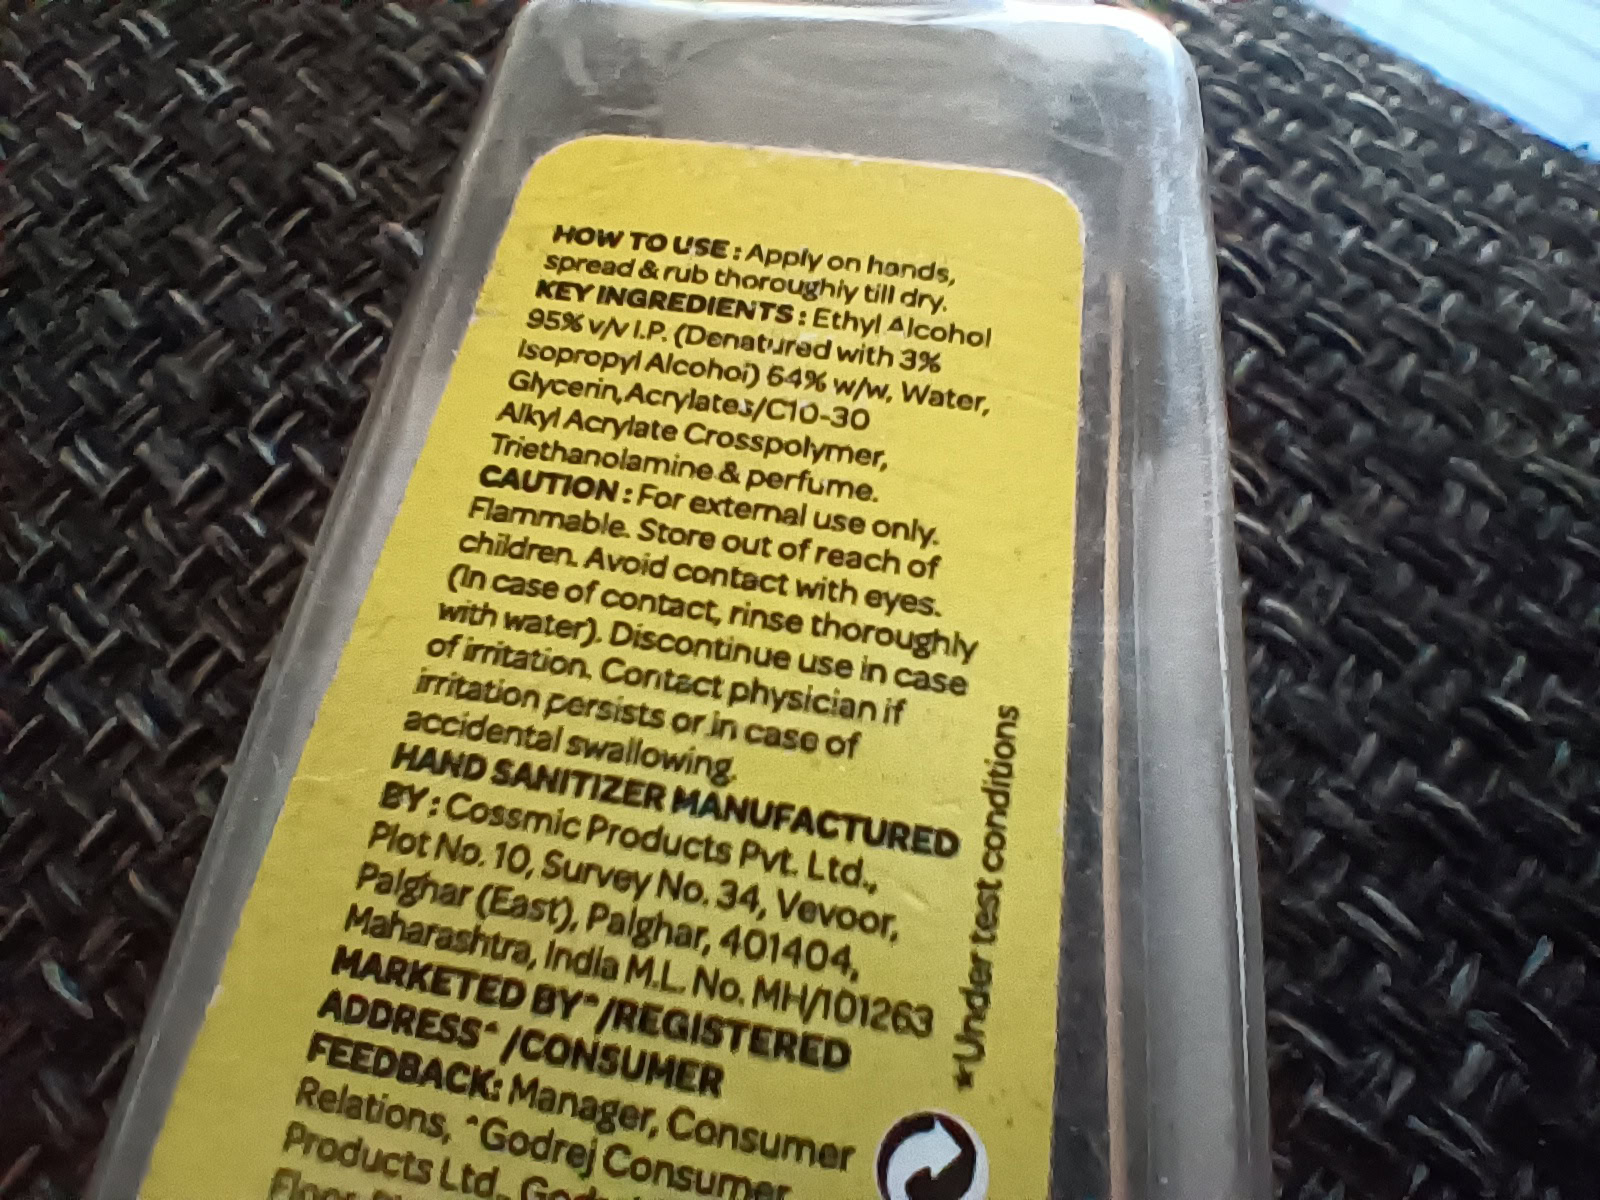 HOW TO USE : Apply on hands,
spread & rub thoroughly till dry.
KEY INGREDIENTS : Ethyl Alcohol
95% v/v I.P. (Denatured with 3%
Isopropyl Alcohol) 64% w/w, Water,
Glycerin, Acrylates/C10-30
Alkyl Acrylate Crosspolymer,
Triethanolamine & perfume.
CAUTION : For external use only.
Flammable. Store out of reach of
children. Avoid contact with eyes.
(In case of contact, rinse thoroughly
with water). Discontinue use in case
of irritation. Contact physician if
irritation persists or in case of
accidental swallowing.
HAND SANITIZER MANUFACTURED
BY : Cossmic Products Pvt. Ltd.,
Plot No. 10, Survey No. 34, Vevoor,
Palghar (East), Palghar, 401404,
Maharashtra, India M.L. No. MH/101263
MARKETED BY^/REGISTERED
ADDRESS^ /CONSUMER
FEEDBACK: Manager, Consumer
Relations, ^Godrej Consumer
Products Ltd.,
*Under test conditions